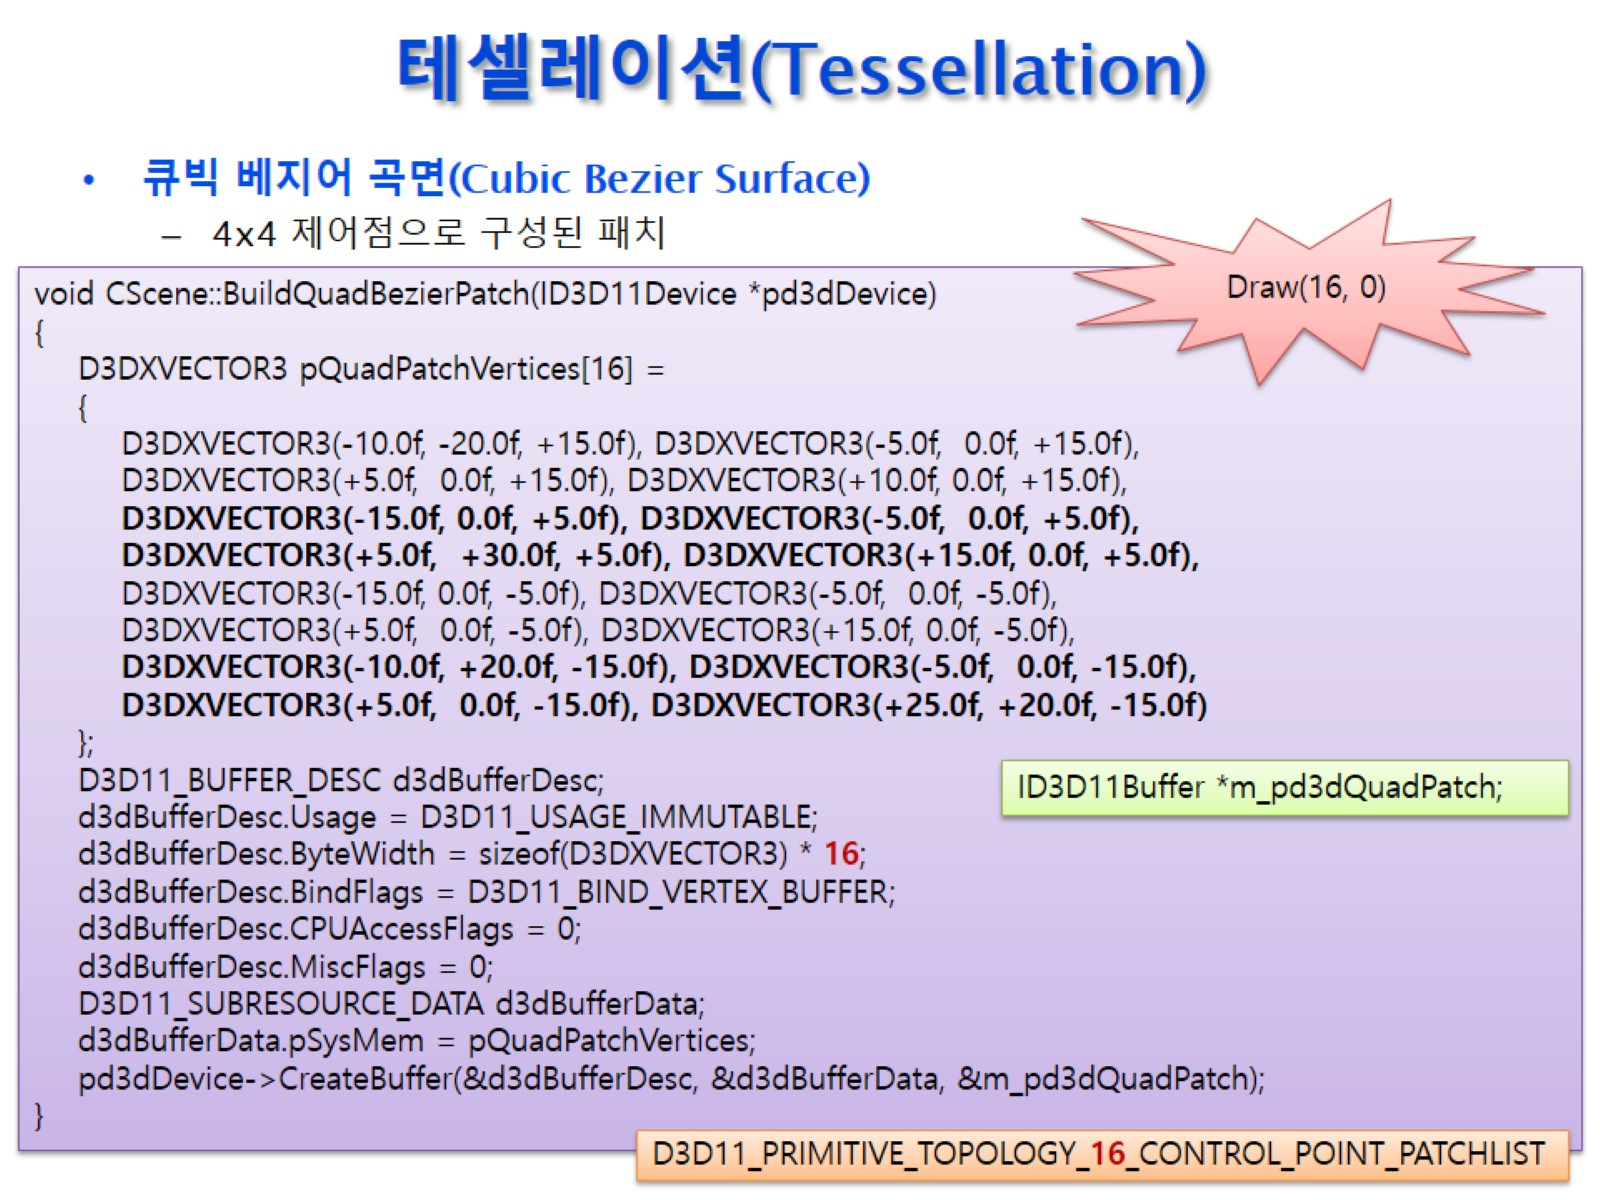 테셀레이션(Tessellation)
• 큐빅 베지어 곡면(Cubic Bezier Surface)
– 4x4 제어점으로 구성된 패치
Draw(16, 0)
void CScene::BuildQuadBezierPatch(ID3D11Device *pd3dDevice)
{
D3DXVECTOR3 pQuadPatchVertices[16] =
{
D3DXVECTOR3(-10.0f, -20.0f, +15.0f), D3DXVECTOR3(-5.0f, 0.0f, +15.0f),
D3DXVECTOR3(+5.0f, 0.0f, +15.0f), D3DXVECTOR3(+10.0f, 0.0f, +15.0f),
D3DXVECTOR3(-15.0f, 0.0f, +5.0f), D3DXVECTOR3(-5.0f, 0.0f, +5.0f),
D3DXVECTOR3(+5.0f, +30.0f, +5.0f), D3DXVECTOR3(+15.0f, 0.0f, +5.0f),
D3DXVECTOR3(-15.0f, 0.0f, -5.0f), D3DXVECTOR3(-5.0f, 0.0f, -5.0f),
D3DXVECTOR3(+5.0f, 0.0f, -5.0f), D3DXVECTOR3(+15.0f, 0.0f, -5.0f),
D3DXVECTOR3(-10.0f, +20.0f, -15.0f), D3DXVECTOR3(-5.0f, 0.0f, -15.0f),
D3DXVECTOR3(+5.0f, 0.0f, -15.0f), D3DXVECTOR3(+25.0f, +20.0f, -15.0f)
};
D3D11_BUFFER_DESC d3dBufferDesc;
ID3D11Buffer *m_pd3dQuadPatch;
d3dBufferDesc.Usage = D3D11_USAGE_IMMUTABLE;
d3dBufferDesc.ByteWidth = sizeof(D3DXVECTOR3) * 16;
d3dBufferDesc.BindFlags = D3D11_BIND_VERTEX_BUFFER;
d3dBufferDesc.CPUAccessFlags = 0;
d3dBufferDesc.MiscFlags = 0;
D3D11_SUBRESOURCE_DATA d3dBufferData;
d3dBufferData.pSysMem = pQuadPatchVertices;
pd3dDevice->CreateBuffer(&d3dBufferDesc, &d3dBufferData, &m_pd3dQuadPatch);
}
D3D11_PRIMITIVE_TOPOLOGY_16_CONTROL_POINT_PATCHLIST